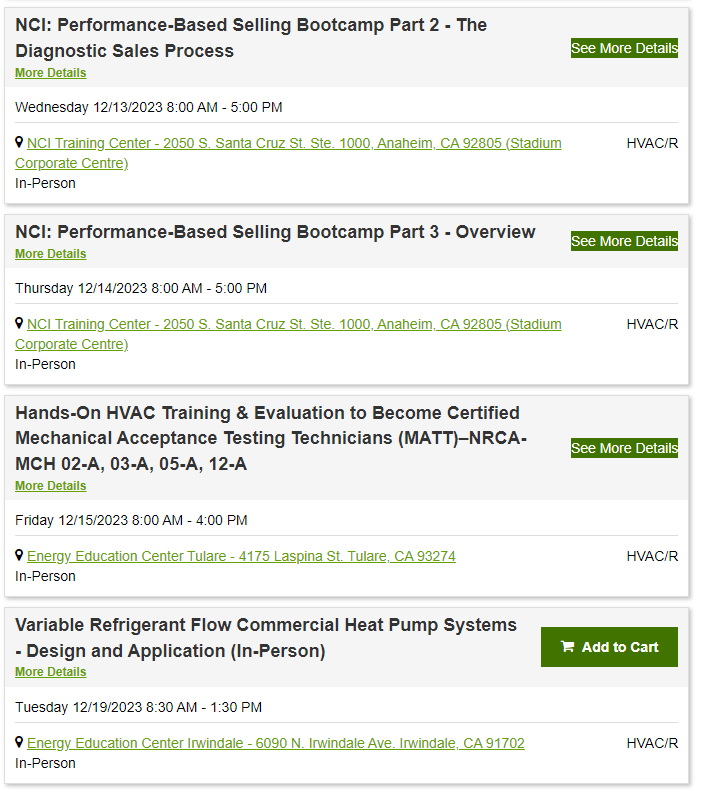 NCI: Performance-Based Selling Bootcamp Part 2 - The
Diagnostic Sales Process
More Details
See More Details
Wednesday 12/13/2023 8:00 AM - 5:00 PM
NCI Training Center - 2050 S. Santa Cruz St. Ste. 1000, Anaheim, CA 92805 (Stadium
Corporate Centre)
HVAC/R
In-Person
NCI: Performance-Based Selling Bootcamp Part 3 - Overview
More Details
See More Details
Thursday 12/14/2023 8:00 AM - 5:00 PM
NCI Training Center - 2050 S. Santa Cruz St. Ste. 1000, Anaheim, CA 92805 (Stadium
Corporate Centre)
HVAC/R
In-Person
Hands-On HVAC Training & Evaluation to Become Certified
Mechanical Acceptance Testing Technicians (MATT)–NRCA-
MCH 02-A, 03-A, 05-A, 12-A
More Details
See More Details
Friday 12/15/2023 8:00 AM - 4:00 PM
Energy Education Center Tulare - 4175 Laspina St. Tulare, CA 93274
HVAC/R
In-Person
Variable Refrigerant Flow Commercial Heat Pump Systems
- Design and Application (In-Person)
More Details
Add to Cart
Tuesday 12/19/2023 8:30 AM - 1:30 PM
Energy Education Center Irwindale - 6090 N. Irwindale Ave. Irwindale, CA 91702
HVAC/R
In-Person